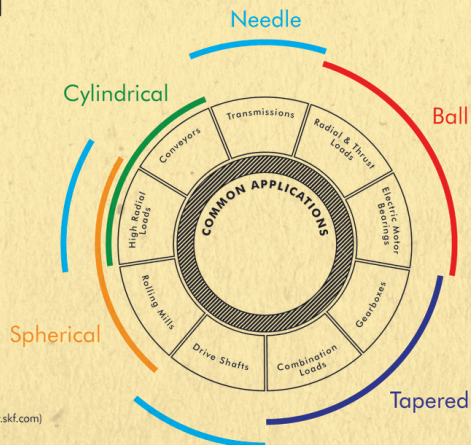 Needle
Cylindrical
Ball
Transmissions
Conveyors
Radial & Thrust
Loads
COMMON APPLICATIONS
High Radial
Loads
Electric Motor
Bearings
Rolling Mills
Gearboxes
Spherical
Drive Shafts
Combination
Loads
Tapered
.skf.com)